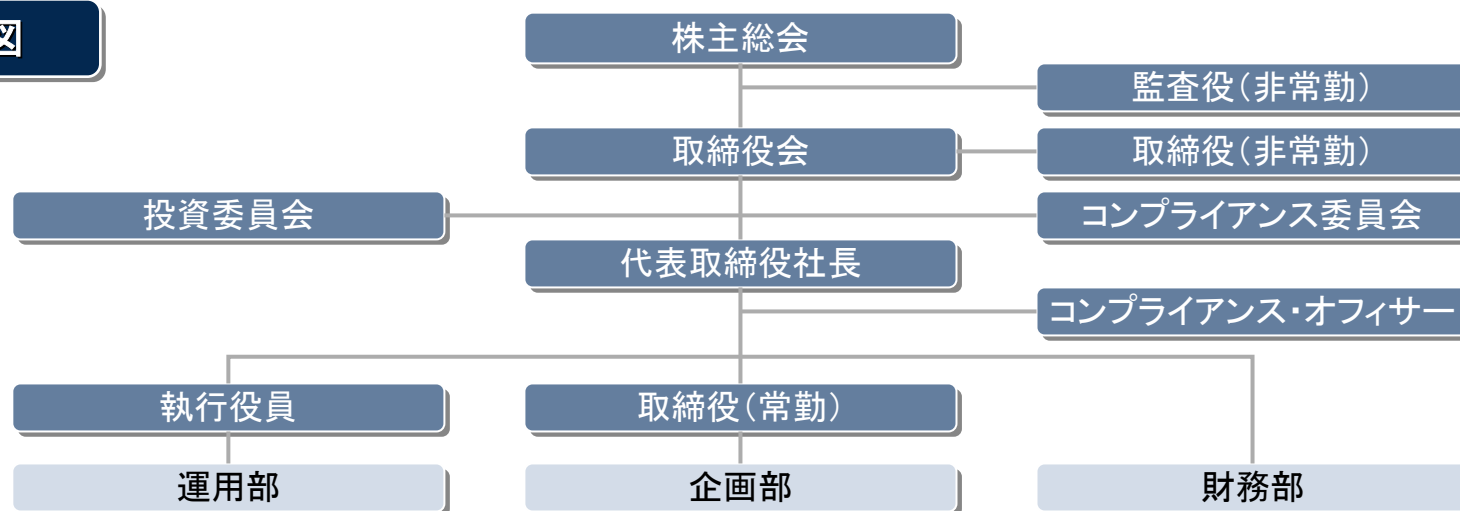 図
株主総会
監査役(非常勤)
取締役会
取締役(非常勤)
投資委員会
コンプライアンス委員会
代表取締役社長
コンプライアンス・オフィサー
執行役員
取締役(常勤)
運用部
企画部
財務部